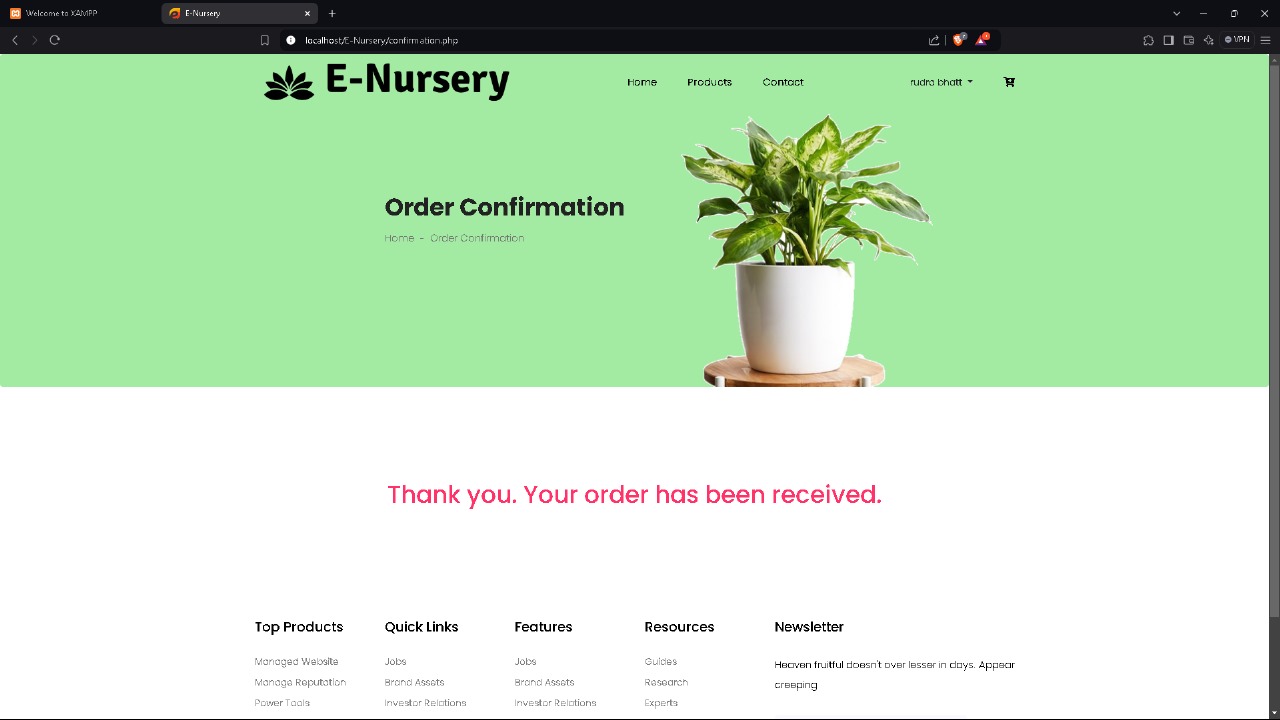 Welcome to XAMPP
E-Nursery
localhost/E-Nursery/confirmation.php
VPN
E-Nursery
Home
Products
Contact
rudra bhatt
Order Confirmation
Home - Order Confirmation
Thank you. Your order has been received.
Top Products
Managed Website
Manage Reputation
Power Tools
Quick Links
Jobs
Brand Assets
Investor Relations
Features
Jobs
Brand Assets
Investor Relations
Resources
Guides
Research
Experts
Newsletter
Heaven fruitful doesn't over lesser in days. Appear
creeping